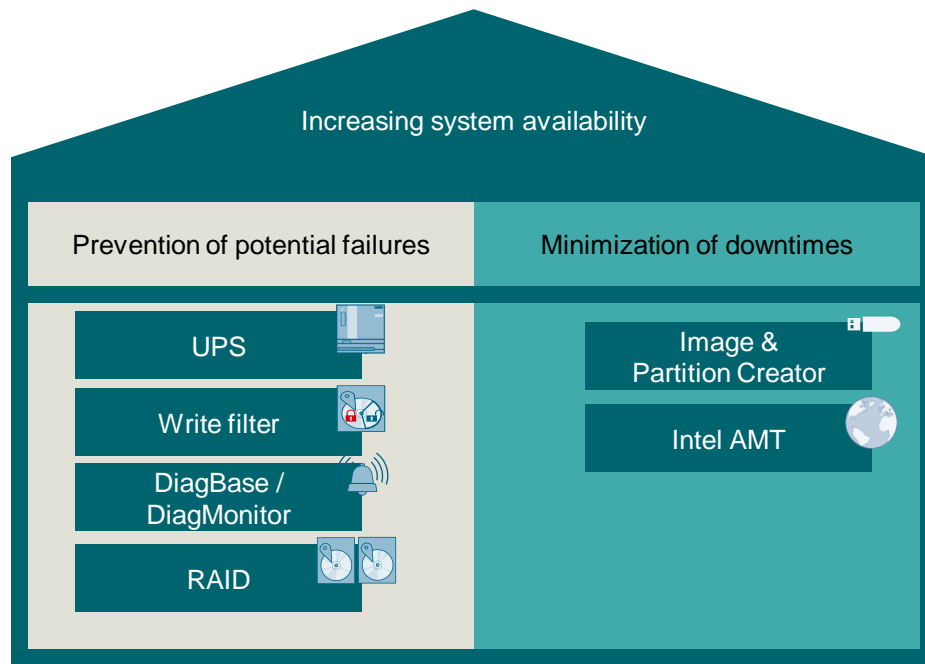 Increasing system availability
Prevention of potential failures
Minimization of downtimes
UPS
Write filter
DiagBase /
DiagMonitor
RAID
Image &
Partition Creator
Intel AMT